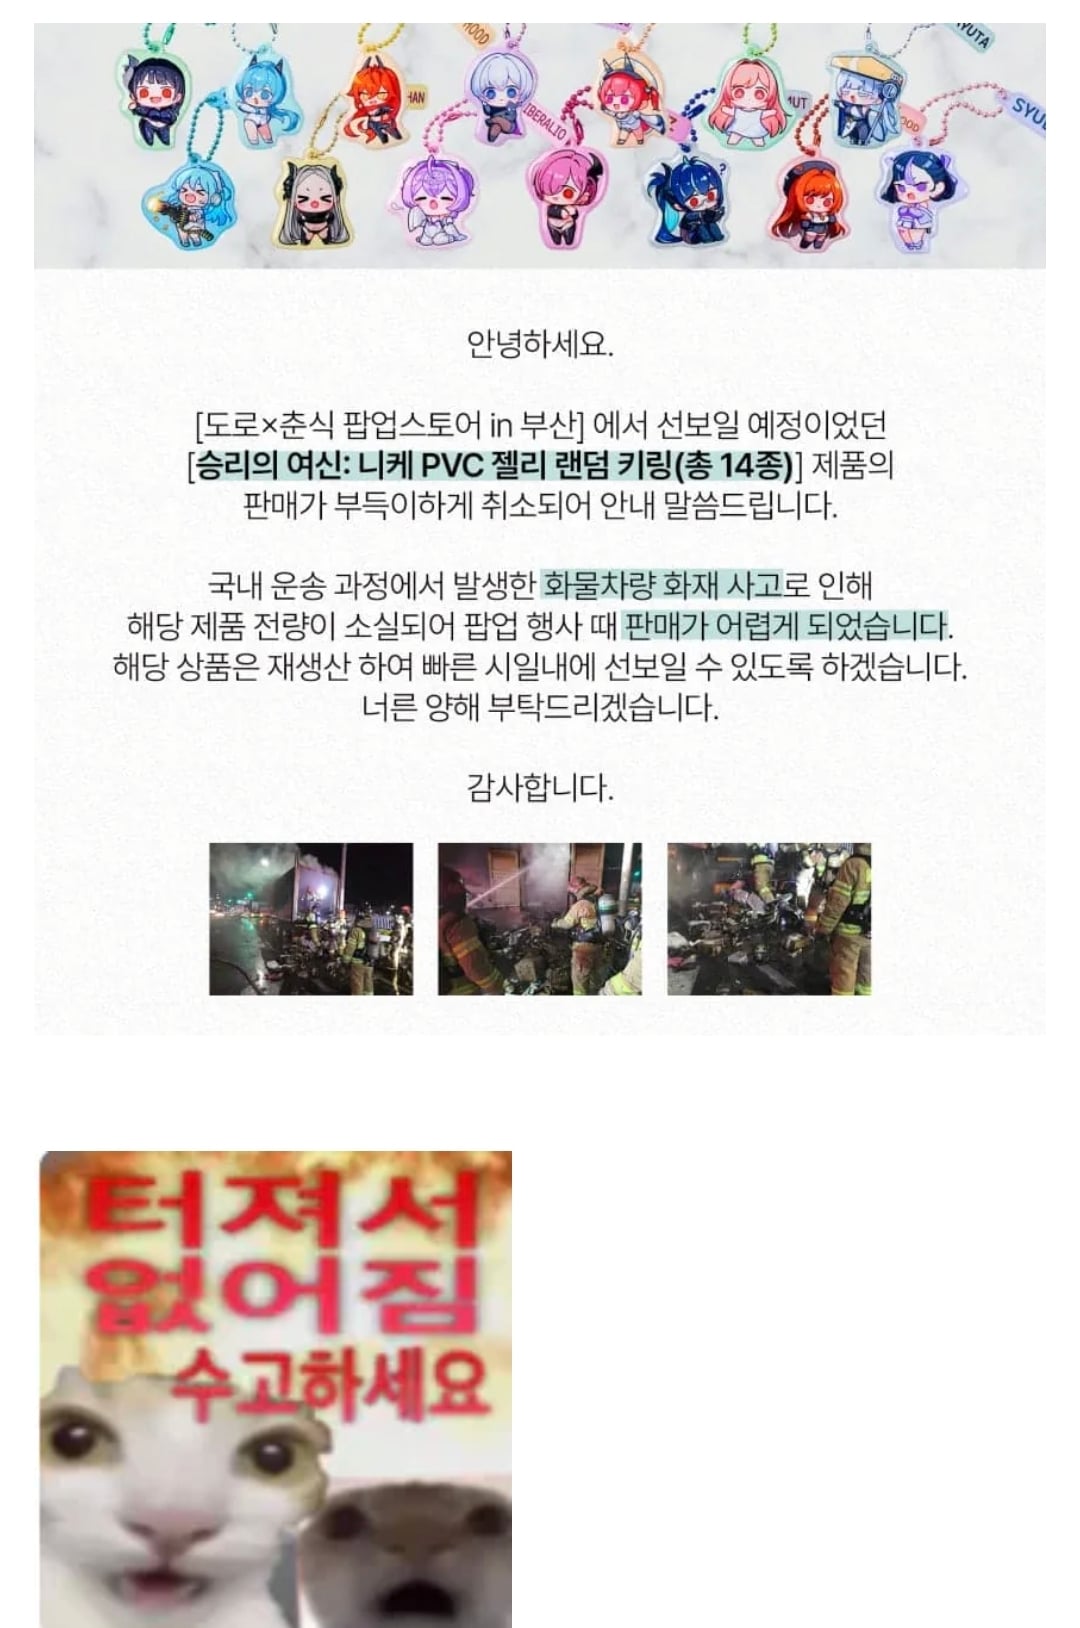 HOOD
YUTA
HAN
IBERALIO
MUT
OOD
SYUE
?
안녕하세요.
[도로×춘식 팝업스토어 in 부산] 에서 선보일 예정이었던
[승리의 여신: 니케 PVC 젤리 랜덤 키링(총 14종)] 제품의
판매가 부득이하게 취소되어 안내 말씀드립니다.
국내 운송 과정에서 발생한 화물차량 화재 사고로 인해
해당 제품 전량이 소실되어 팝업 행사 때 판매가 어렵게 되었습니다.
해당 상품은 재생산 하여 빠른 시일내에 선보일 수 있도록 하겠습니다.
너른 양해 부탁드리겠습니다.
감사합니다.
터져서
없어짐
수고하세요